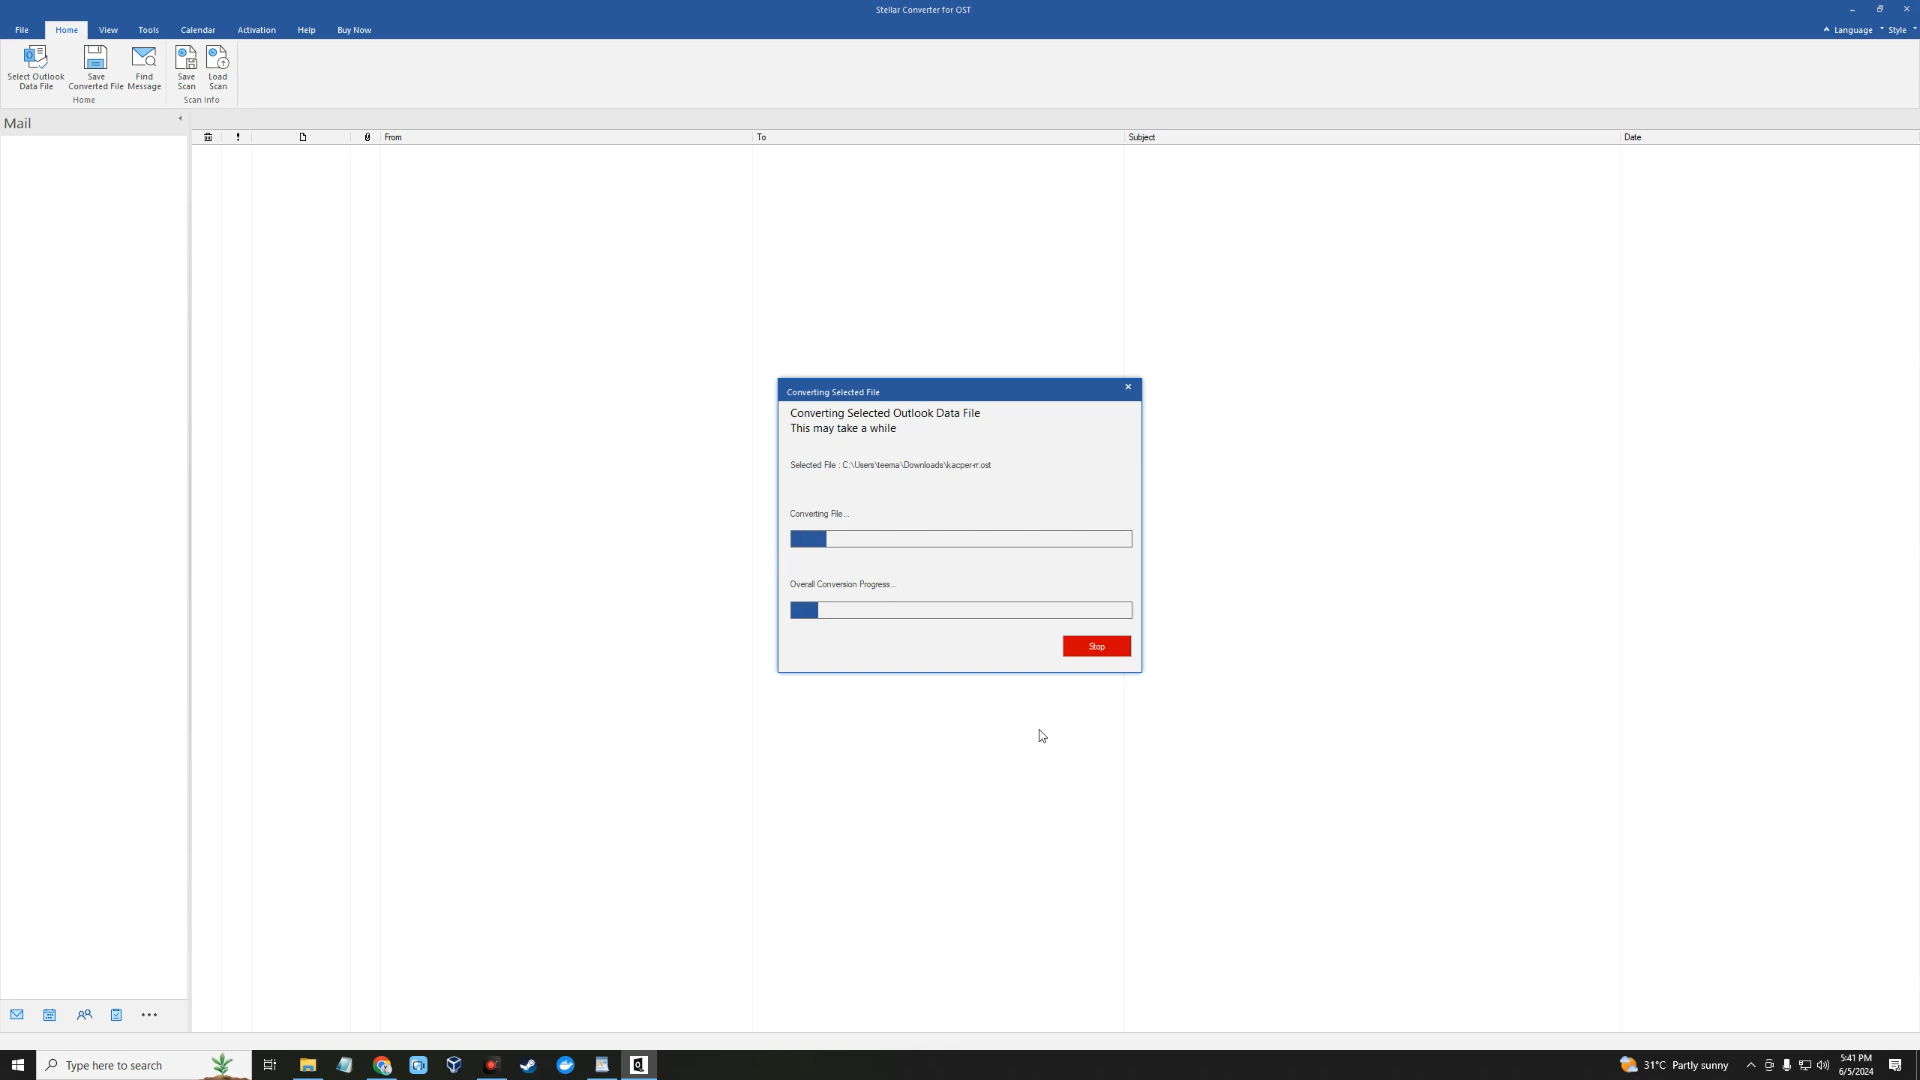 Stellar Converter for OST
File Home View Tools Calendar Activation Help Buy Now Language Style
Select Outlook Data File
Save Converted File
Find Message
Save Scan
Load Scan
Home
Scan Info
Mail
From To Subject Date
Converting Selected File
Converting Selected Outlook Data File
This may take a while
Selected File : C:\Users\teema\Downloads\kacper-rr.ost
Converting File...
Overall Conversion Progress...
Stop
Type here to search
31°C Partly sunny
5:41 PM
6/5/2024